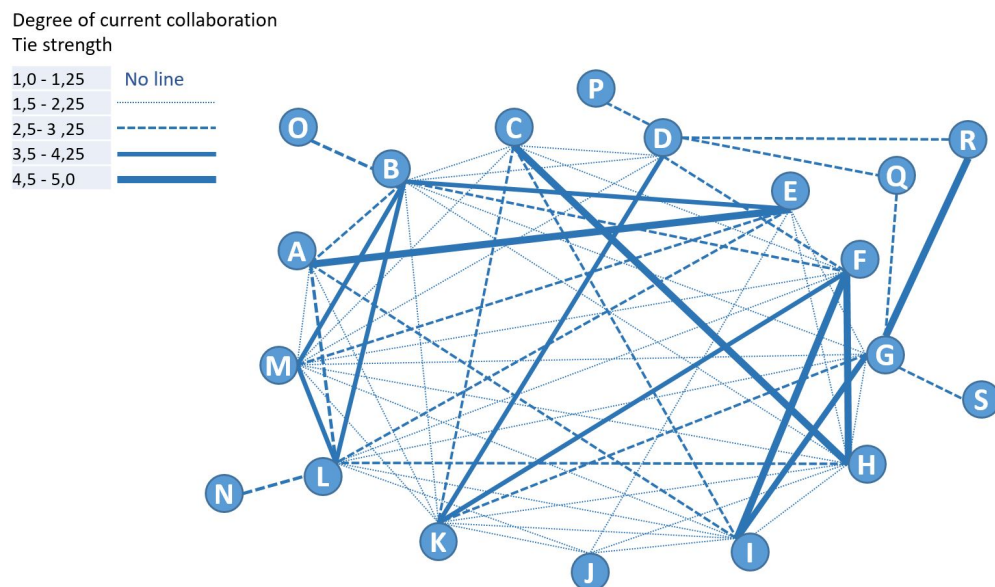 Degree of current collaboration
Tie strength
1,0 - 1,25 No line
1,5 - 2,25
2,5- 3 ,25
3,5 - 4,25
4,5 - 5,0
P
O
C
D
R
B
Q
E
A
F
G
M
S
H
L
N
K
I
J